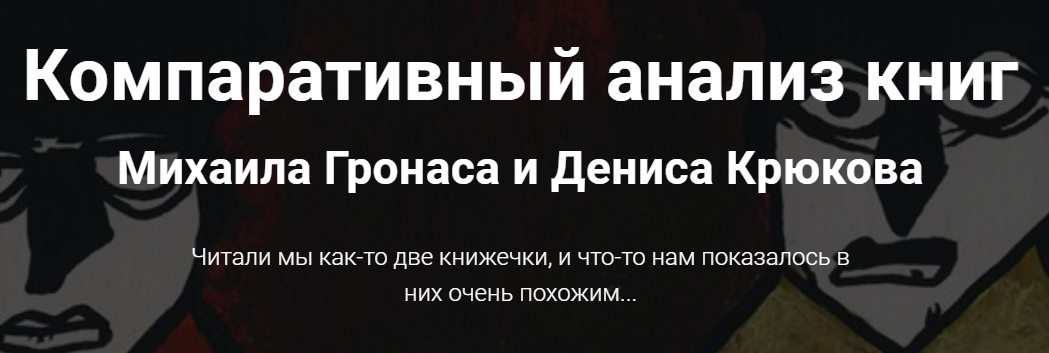 Компаративный анализ книг
Михаила Гронаса и Дениса Крюкова
Читали мы как-то две книжечки, и что-то нам показалось в
них очень похожим...